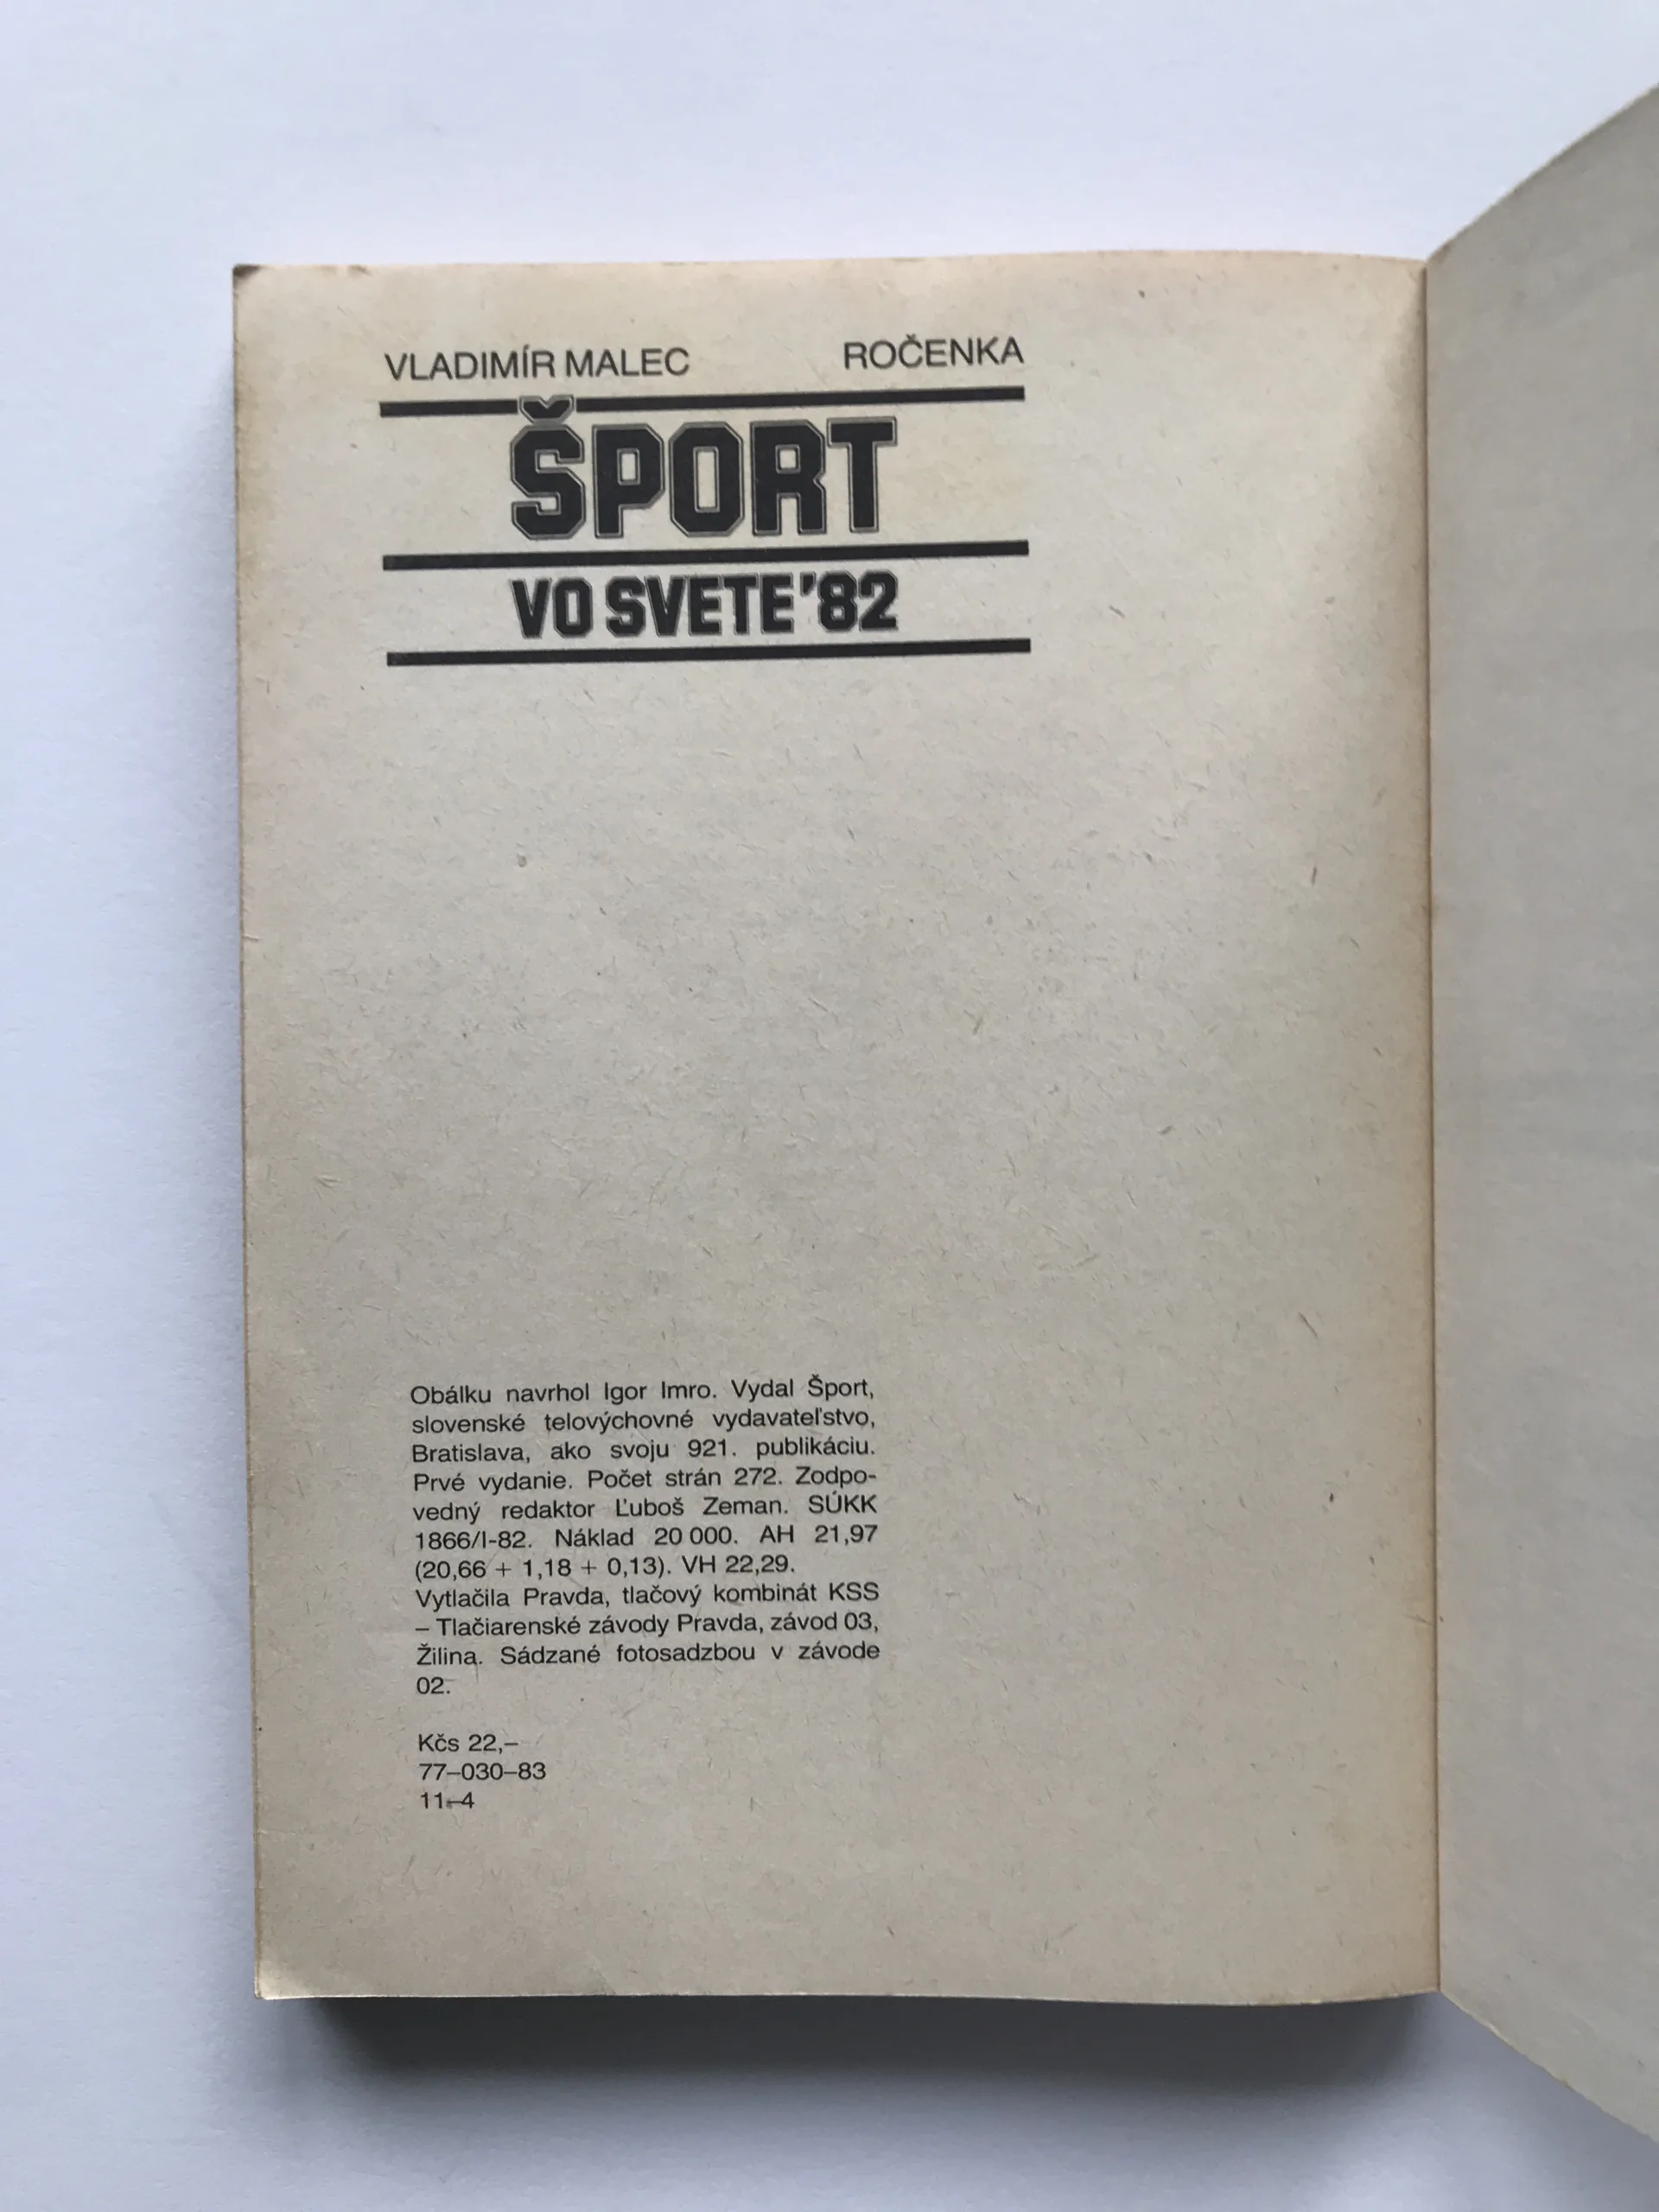 VLADIMÍR MALEC ROČENKA
ŠPORT
VO SVETE'82
Obálku navrhol Igor Imro. Vydal Šport,
slovenské telovýchovné vydavateľstvo,
Bratislava, ako svoju 921. publikáciu.
Prvé vydanie. Počet strán 272. Zodpo-
vedný redaktor Ľuboš Zeman. SÚKK
1866/I-82. Náklad 20 000. AH 21,97
(20,66 + 1,18 + 0,13). VH 22,29.
Vytlačila Pravda, tlačový kombinát KSS
– Tlačiarenské závody Pravda, závod 03,
Žilina. Sádzané fotosadzbou v závode
02.
Kčs 22,–
77–030–83
11–4